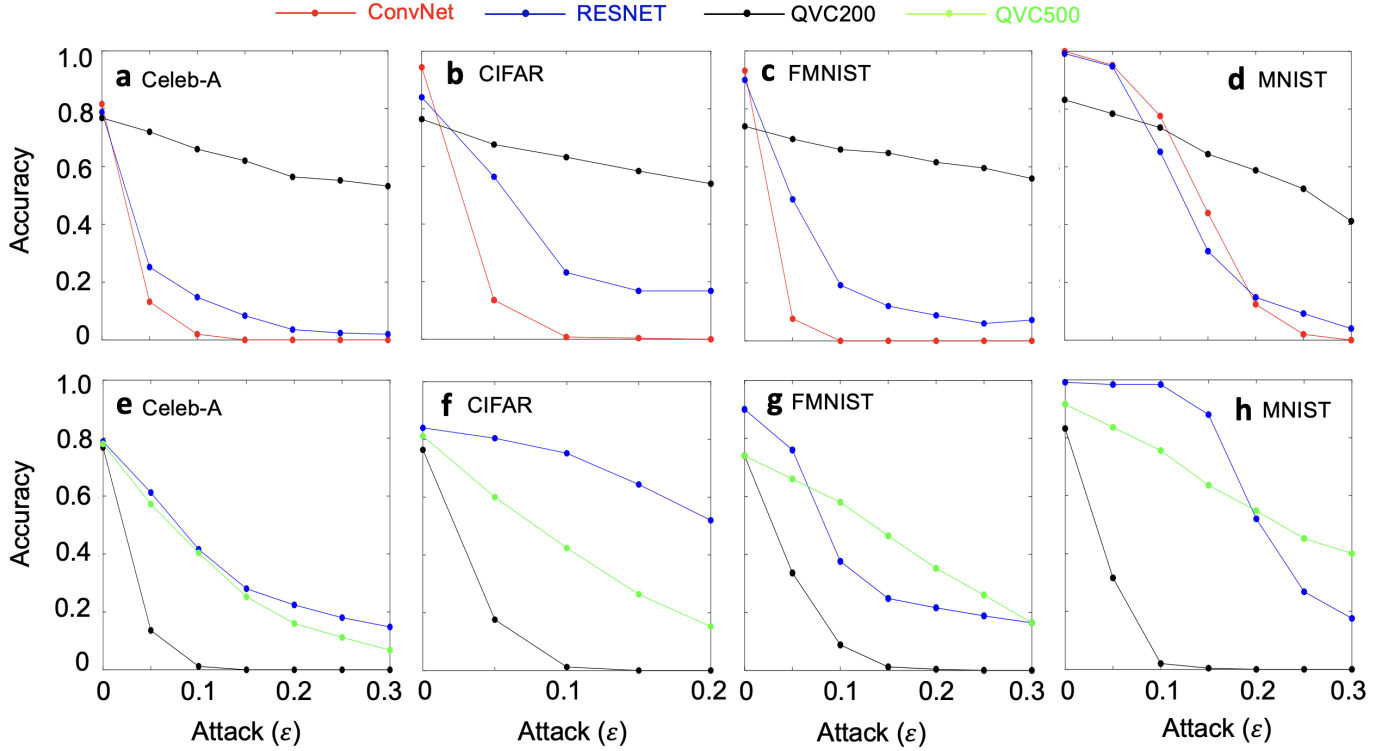 ConvNet RESNET QVC200 QVC500
a Celeb-A
b CIFAR
c FMNIST
d MNIST
1.0
0.8
0.6
0.4
0.2
0
Accuracy
e Celeb-A
f CIFAR
g FMNIST
h MNIST
1.0
0.8
0.6
0.4
0.2
0
Accuracy
0 0.1 0.2 0.3
0 0.1 0.2
0 0.1 0.2 0.3
0 0.1 0.2 0.3
Attack (ε)
Attack (ε)
Attack (ε)
Attack (ε)